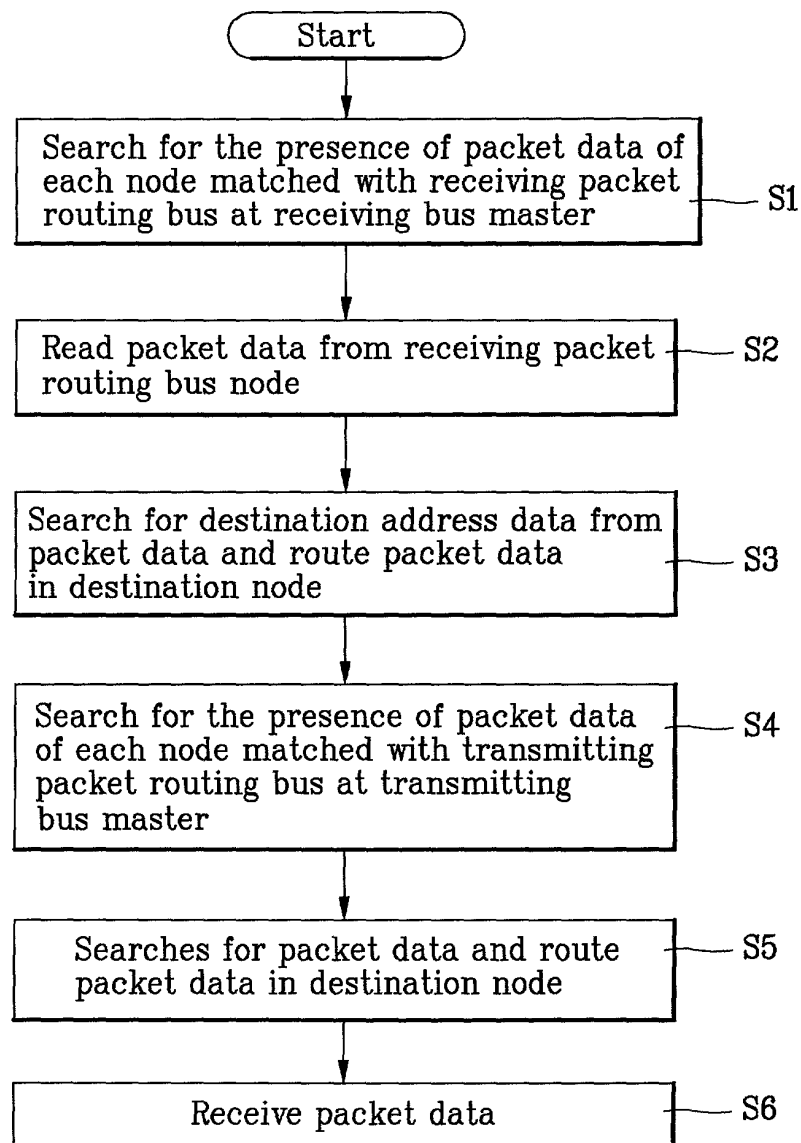 Start
Search for the presence of packet data of
each node matched with receiving packet
routing bus at receiving bus master
S1
Read packet data from receiving packet
routing bus node
S2
Search for destination address data from
packet data and route packet data
in destination node
S3
Search for the presence of packet data
of each node matched with transmitting
packet routing bus at transmitting
bus master
S4
Searches for packet data and route
packet data in destination node
S5
Receive packet data
S6